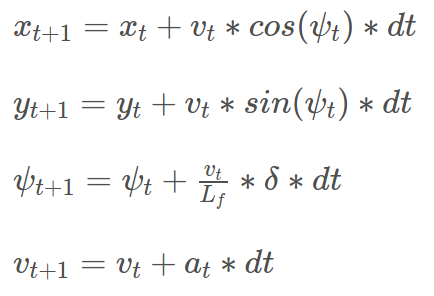 x_{t+1} = x_t + v_t * cos(ψ_t) * dt
y_{t+1} = y_t + v_t * sin(ψ_t) * dt
ψ_{t+1} = ψ_t + \frac{v_t}{L_f} * δ * dt
v_{t+1} = v_t + a_t * dt